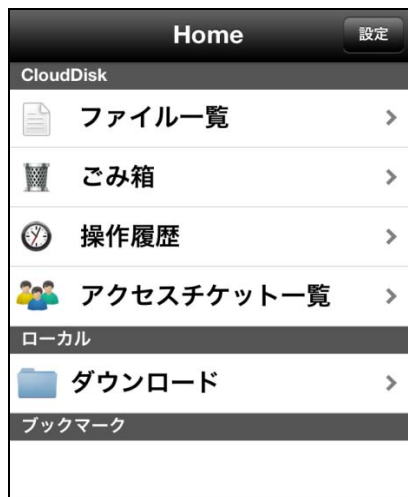 Home
設定
CloudDisk
ファイル一覧
ごみ箱
操作履歴
アクセスチケット一覧
ローカル
ダウンロード
ブックマーク